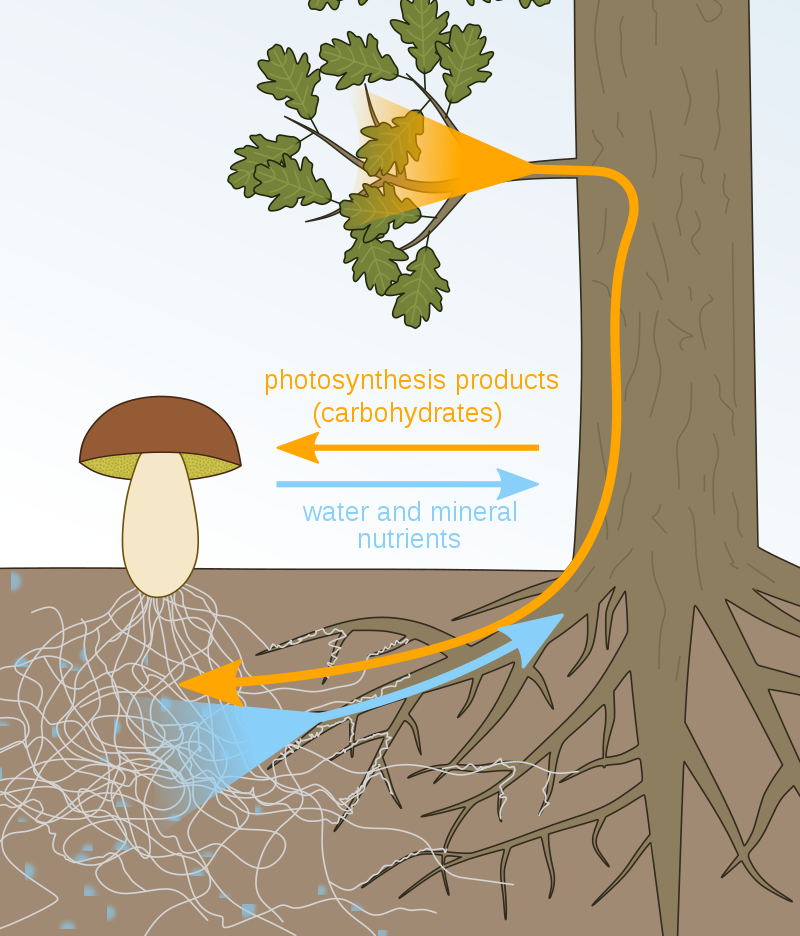 photosynthesis products
(carbohydrates)
water and mineral
nutrients